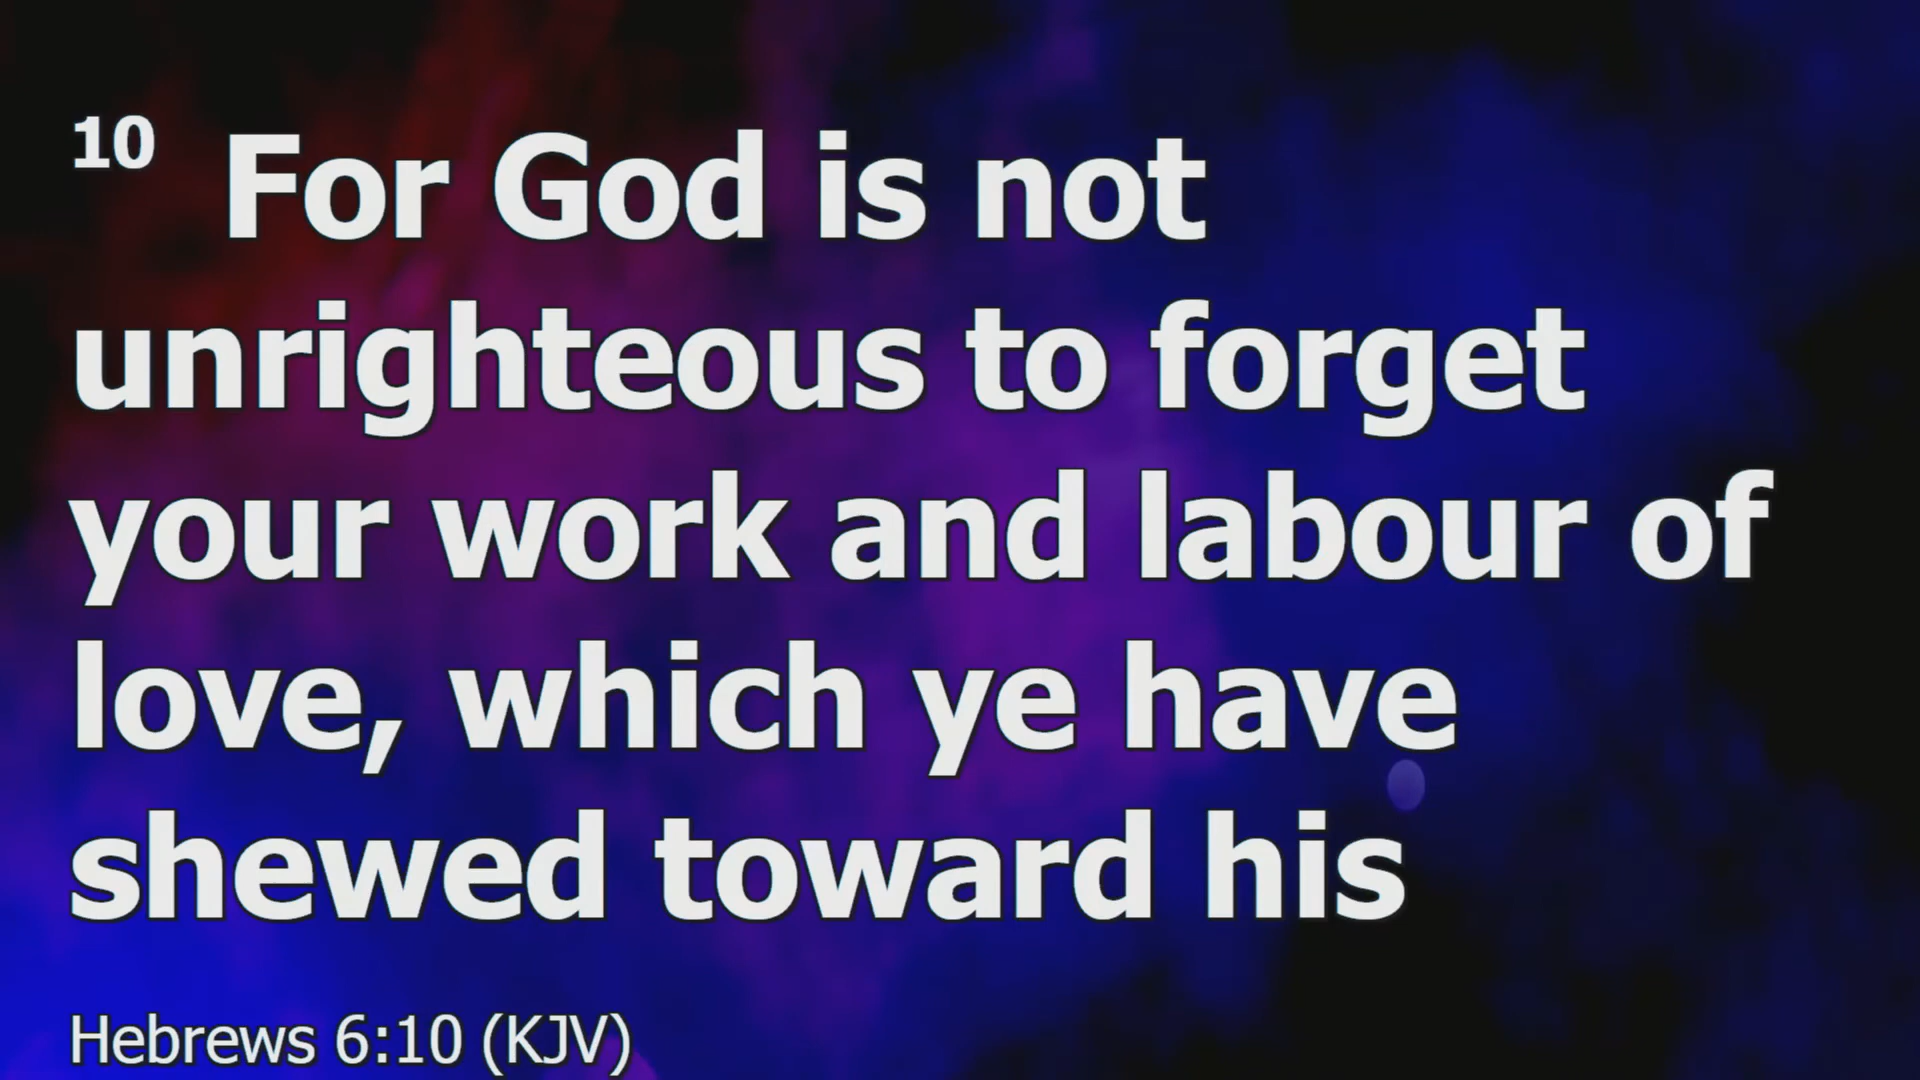 10 For God is not
unrighteous to forget
your work and labour of
love, which ye have
shewed toward his
Hebrews 6:10 (KJV)